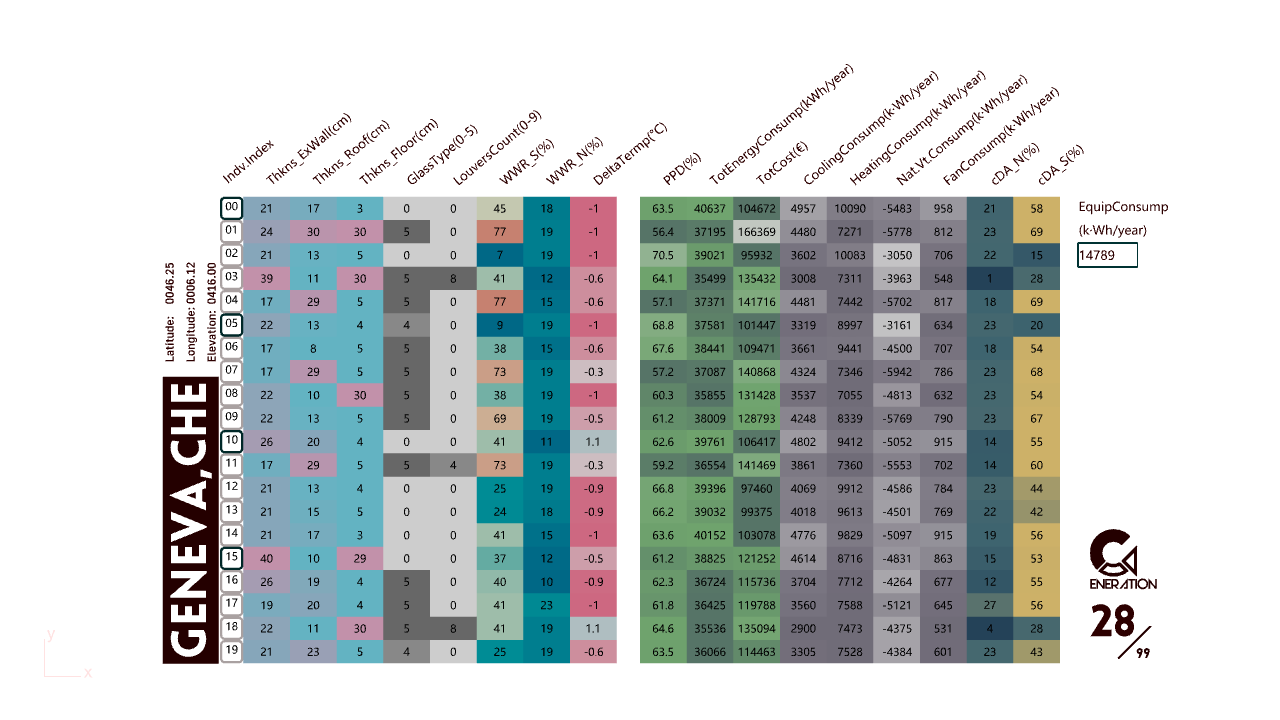 Indv.Index Thkns_ExWall(cm) Thkns_Roof(cm) Thkns_Floor(cm) GlassType(0-5) LouversCount(0-9) WWR_S(%) WWR_N(%) DeltaTermp(°C) PPD(%) TotEnergyConsump(kWh/year) TotCost(€) CoolingConsump(k·Wh/year) HeatingConsump(k·Wh/year) Nat.Vt.Consump(k·Wh/year) FanConsump(k·Wh/year) cDA_N(%) cDA_S(%)
00 21 17 3 0 0 45 18 -1 63.5 40637 104672 4957 10090 -5483 958 21 58
01 24 30 30 5 0 77 19 -1 56.4 37195 166369 4480 7271 -5778 812 23 69
02 21 13 5 0 0 7 19 -1 70.5 39021 95932 3602 10083 -3050 706 22 15
03 39 11 30 5 8 41 12 -0.6 64.1 35499 135432 3008 7311 -3963 548 1 28
04 17 29 5 5 0 77 15 -0.6 57.1 37371 141716 4481 7442 -5702 817 18 69
05 22 13 4 4 0 9 19 -1 68.8 37581 101447 3319 8997 -3161 634 23 20
06 17 8 5 5 0 38 15 -0.6 67.6 38441 109471 3661 9441 -4500 707 18 54
07 17 29 5 5 0 73 19 -0.3 57.2 37087 140868 4324 7346 -5942 786 23 68
08 22 10 30 5 0 38 19 -1 60.3 35855 131428 3537 7055 -4813 632 23 54
09 22 13 5 5 0 69 19 -0.5 61.2 38009 128793 4248 8339 -5769 790 23 67
10 26 20 4 0 0 41 11 1.1 62.6 39761 106417 4802 9412 -5052 915 14 55
11 17 29 5 5 4 73 19 -0.3 59.2 36554 141469 3861 7360 -5553 702 14 60
12 21 13 4 0 0 25 19 -0.9 66.8 39396 97460 4069 9912 -4586 784 23 44
13 21 15 5 0 0 24 18 -0.9 66.2 39032 99375 4018 9613 -4501 769 22 42
14 21 17 3 0 0 41 15 -1 63.6 40152 103078 4776 9829 -5097 915 19 56
15 40 10 29 0 0 37 12 -0.5 61.2 38825 121252 4614 8716 -4831 863 15 53
16 26 19 4 5 0 40 10 -0.9 62.3 36724 115736 3704 7712 -4264 677 12 55
17 19 20 4 5 0 41 23 -1 61.8 36425 119788 3560 7588 -5121 645 27 56
18 22 11 30 5 8 41 19 1.1 64.6 35536 135094 2900 7473 -4375 531 4 28
19 21 23 5 4 0 25 19 -0.6 63.5 36066 114463 3305 7528 -4384 601 23 43
GENEVA,CHE
Latitude: 0046.25
Longitude: 0006.12
Elevation: 0416.00
EquipConsump
(k·Wh/year)
14789
ENERATION
28/99
y
x